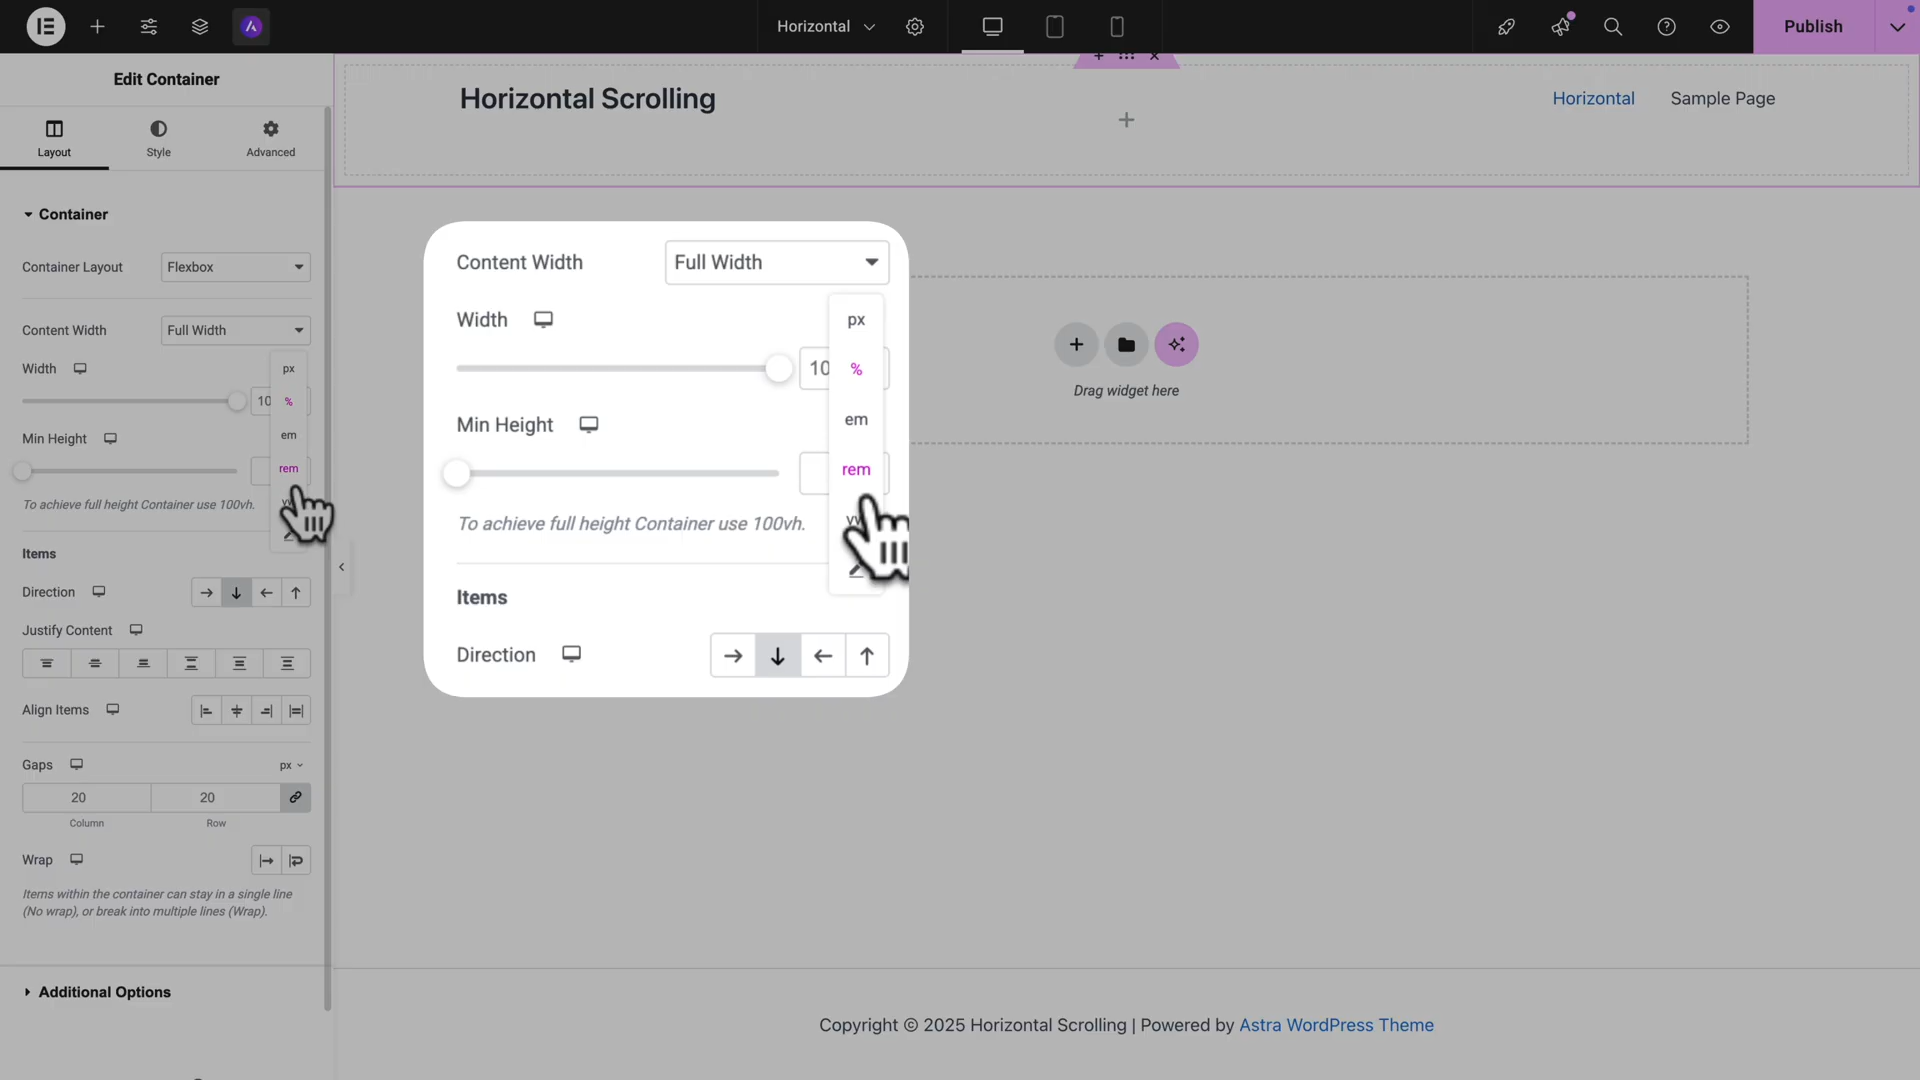 Horizontal
Publish
Edit Container
Layout
Style
Advanced
Container
Container Layout
Flexbox
Content Width
Full Width
Width
px
10
%
em
Min Height
rem
To achieve full height Container use 100vh.
Items
Direction
Justify Content
Align Items
Gaps
px
20
20
Column
Row
Wrap
Items within the container can stay in a single line
(No wrap), or break into multiple lines (Wrap).
Additional Options
Horizontal Scrolling
Horizontal
Sample Page
Content Width
Full Width
Width
px
10
%
em
Min Height
rem
To achieve full height Container use 100vh.
Items
Direction
Drag widget here
Copyright © 2025 Horizontal Scrolling | Powered by Astra WordPress Theme